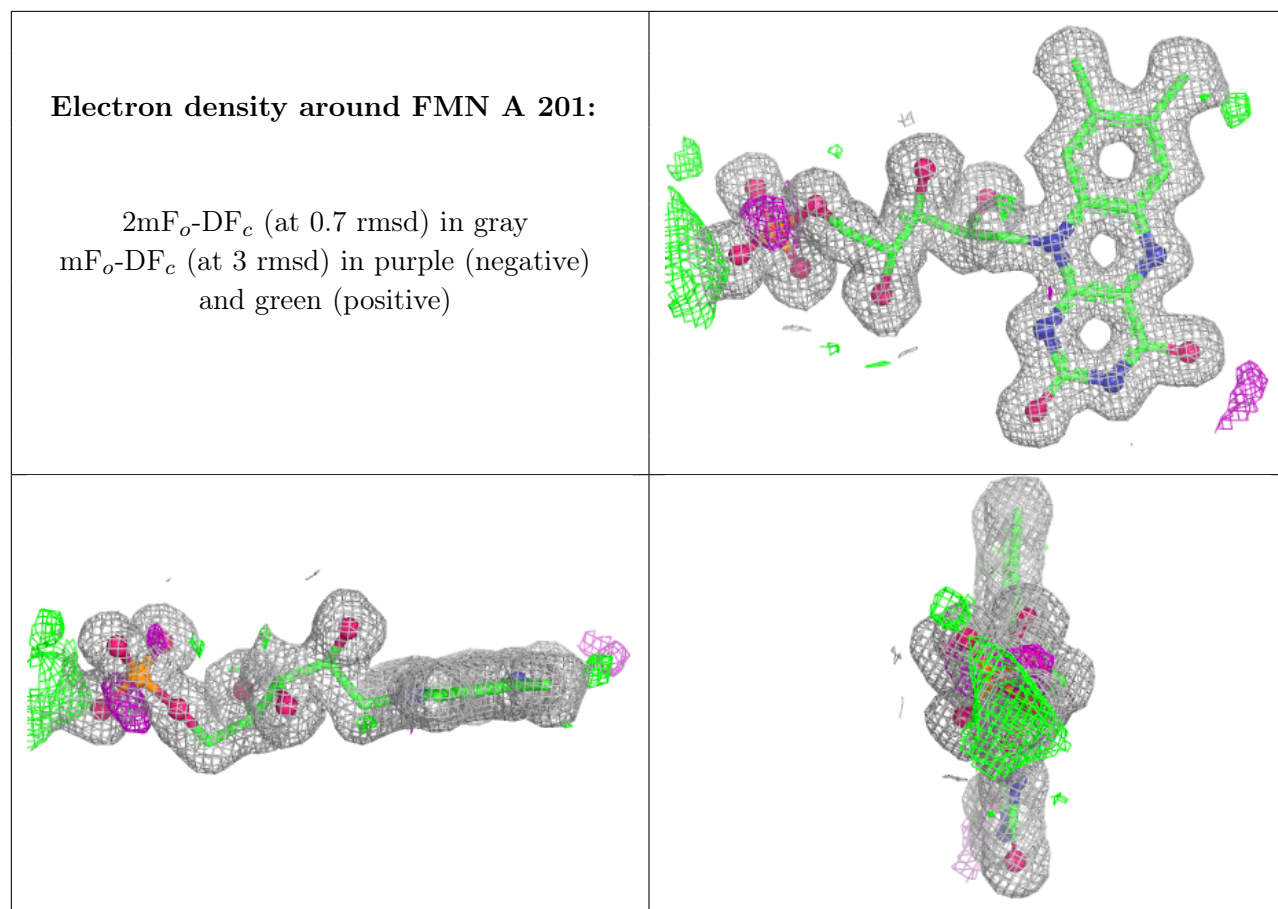 Electron density around FMN A 201:
2mFo-DFc (at 0.7 rmsd) in gray
mFo-DFc (at 3 rmsd) in purple (negative)
and green (positive)